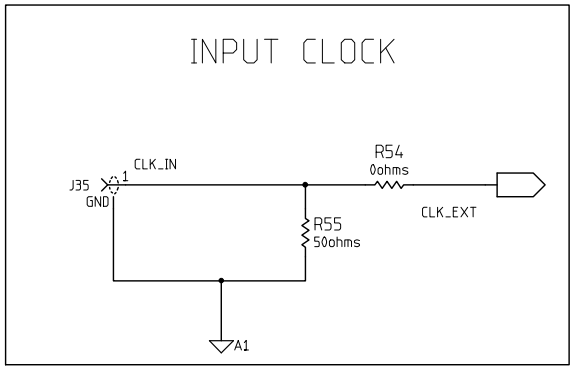 INPUT CLOCK
R54
0ohms
CLK_IN
1
J35
GND
CLK_EXT
R55
50ohms
A1